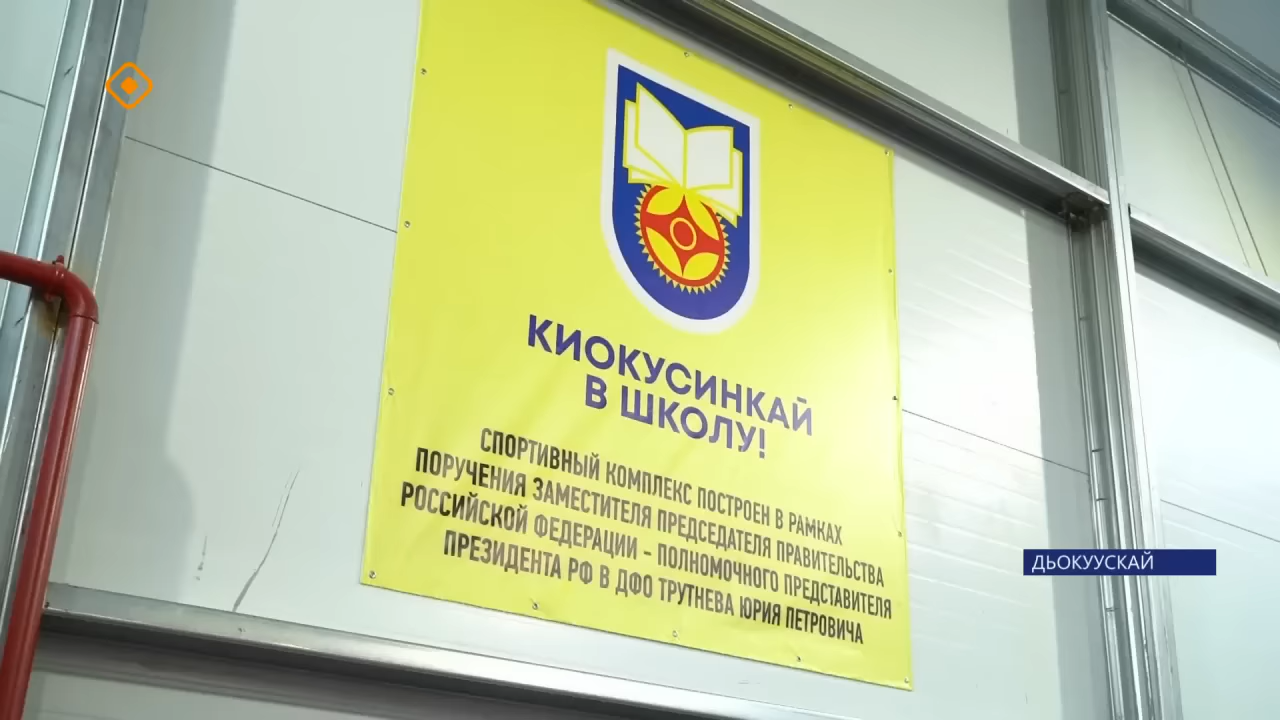 КИОКУСИНКАЙ
В ШКОЛУ!
СПОРТИВНЫЙ КОМПЛЕКС ПОСТРОЕН В РАМКАХ
ПОРУЧЕНИЯ ЗАМЕСТИТЕЛЯ ПРЕДСЕДАТЕЛЯ ПРАВИТЕЛЬСТВА
РОССИЙСКОЙ ФЕДЕРАЦИИ – ПОЛНОМОЧНОГО ПРЕДСТАВИТЕЛЯ
ПРЕЗИДЕНТА РФ В ДФО ТРУТНЕВА ЮРИЯ ПЕТРОВИЧА
ДЬОКУУСКАЙ